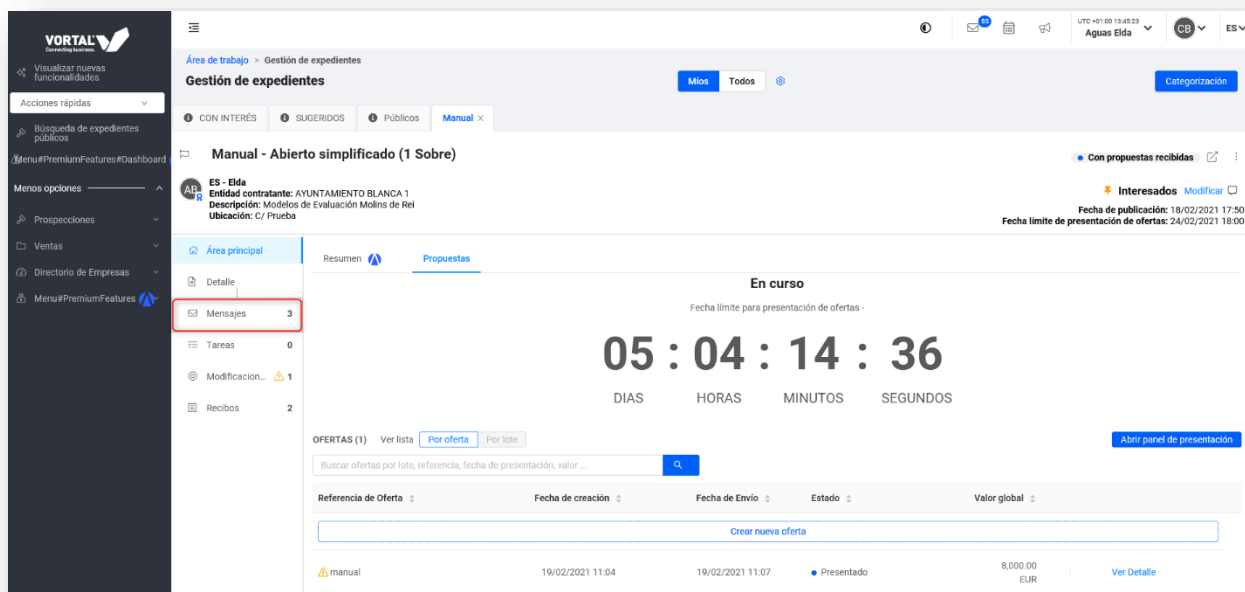 VORTAL
Connecting business.
Visualizar nuevas
funcionalidades
Acciones rápidas
Búsqueda de expedientes
públicos
Menu#PremiumFeatures#Dashboard
Menos opciones
Prospecciones
Ventas
Directorio de Empresas
Menu#PremiumFeatures
55
UTC +01:00 13:45:23
Aguas Elda
CB
ES
Área de trabajo > Gestión de expedientes
Gestión de expedientes
Míos Todos
Categorización
CON INTERÉS SUGERIDOS Públicos Manual ×
Manual - Abierto simplificado (1 Sobre)
Con propuestas recibidas
AB
ES - Elda
Entidad contratante: AYUNTAMIENTO BLANCA 1
Descripción: Modelos de Evaluación Molins de Rei
Ubicación: C/ Prueba
Interesados Modificar
Fecha de publicación: 18/02/2021 17:50
Fecha límite de presentación de ofertas: 24/02/2021 18:00
Área principal
Detalle
Mensajes 3
Tareas 0
Modificacion... 1
Recibos 2
Resumen Propuestas
En curso
Fecha límite para presentación de ofertas -
05 : 04 : 14 : 36
DIAS HORAS MINUTOS SEGUNDOS
OFERTAS (1) Ver lista Por oferta Por lote
Abrir panel de presentación
Buscar ofertas por lote, referencia, fecha de presentación, valor ...
Referencia de Oferta Fecha de creación Fecha de Envío Estado Valor global
Crear nueva oferta
manual 19/02/2021 11:04 19/02/2021 11:07 Presentado 8,000.00 EUR Ver Detalle